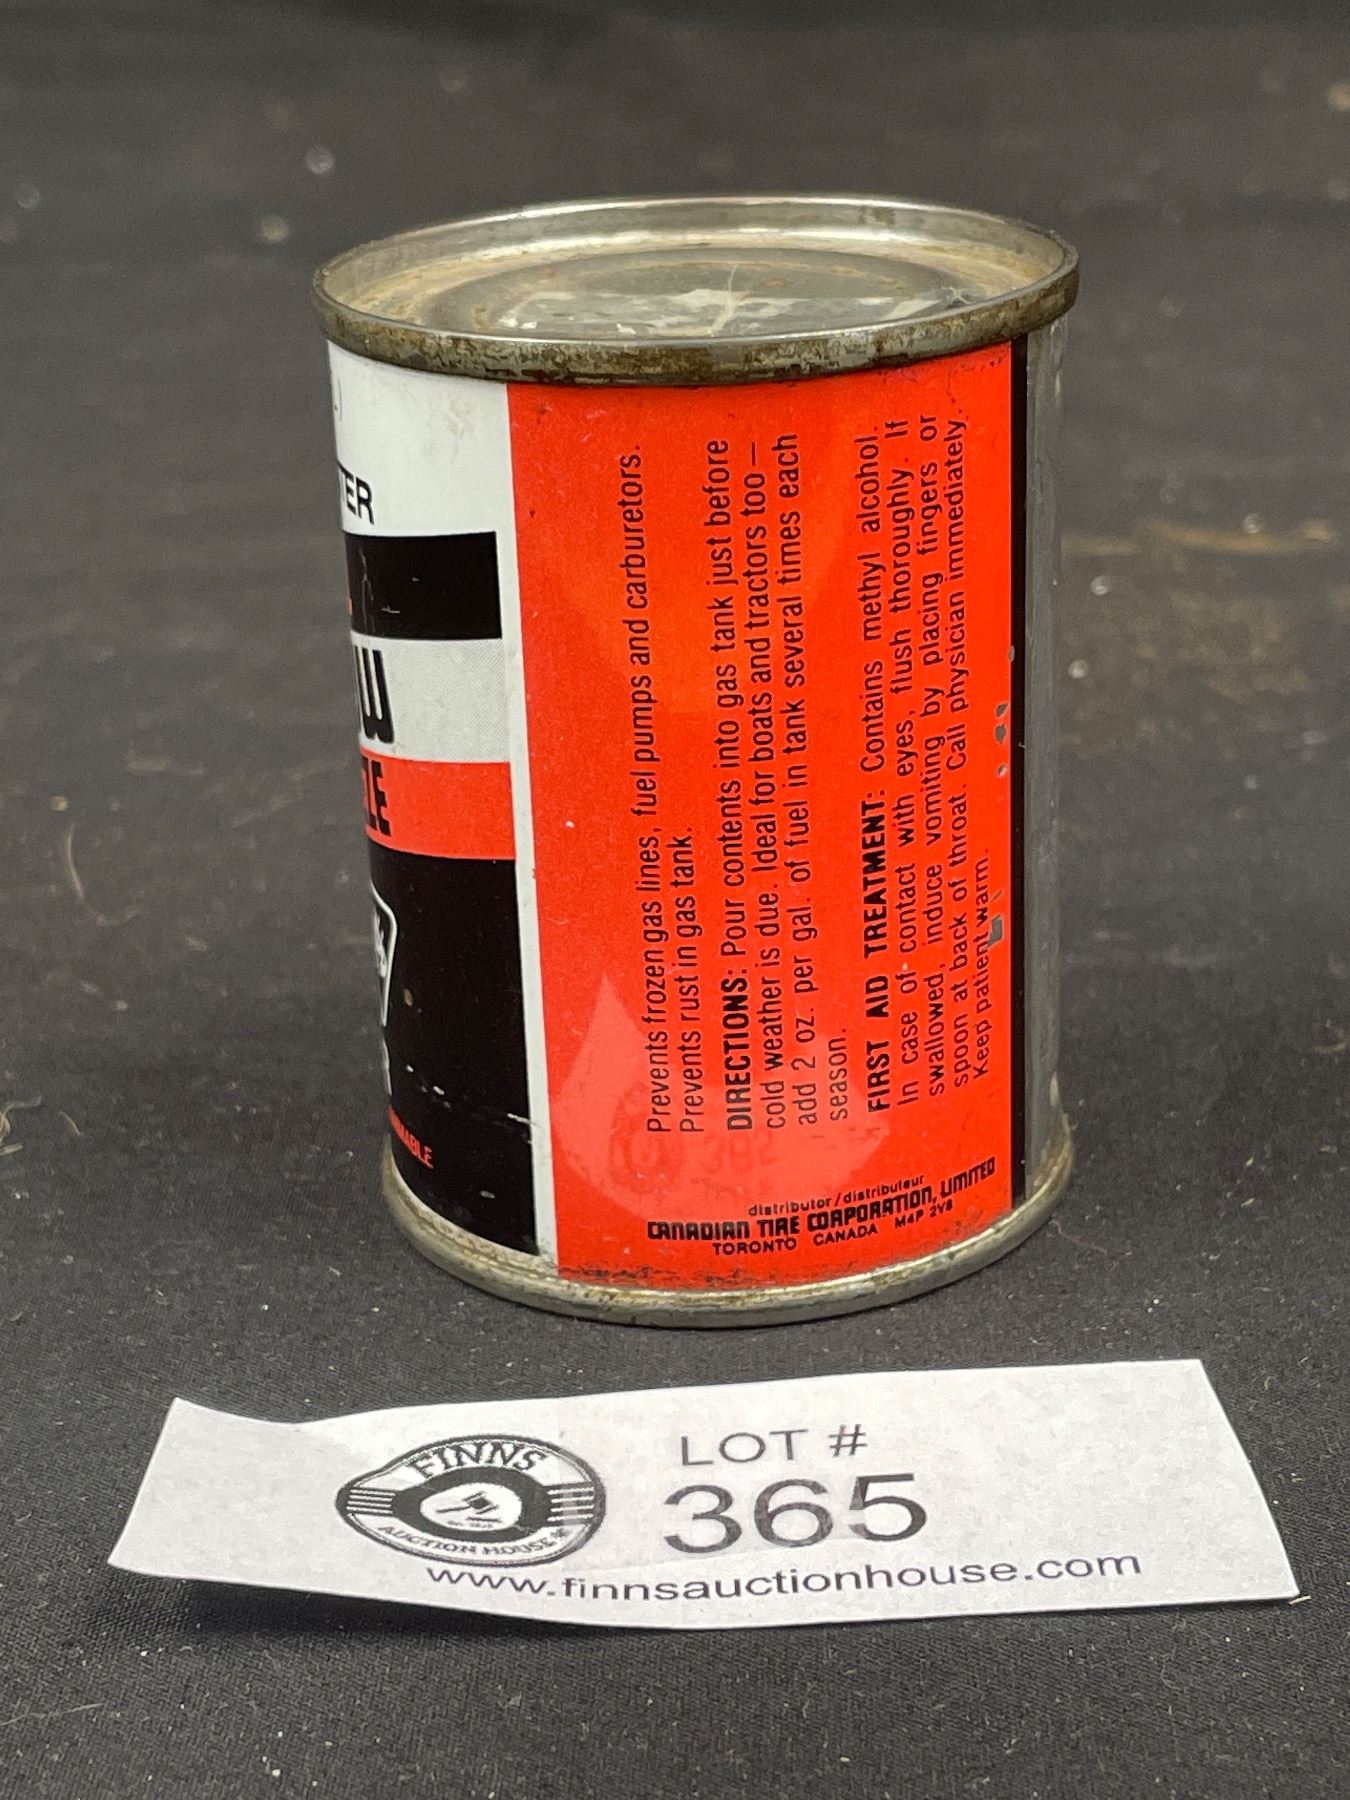 Prevents frozen gas lines, fuel pumps and carburetors.
Prevents rust in gas tank.
DIRECTIONS: Pour contents into gas tank just before
cold weather is due. Ideal for boats and tractors too—
add 2 oz. per gal. of fuel in tank several times each
season.
FIRST AID TREATMENT: Contains methyl alcohol.
In case of contact with eyes, flush thoroughly. If
swallowed, induce vomiting by placing fingers or
spoon at back of throat. Call physician immediately.
Keep patient warm.
distributor/distributeur
CANADIAN TIRE CORPORATION, LIMITED
TORONTO CANADA M4P 2V8
FINNS
AUCTION HOUSE
LOT #
365
www.finnsauctionhouse.com